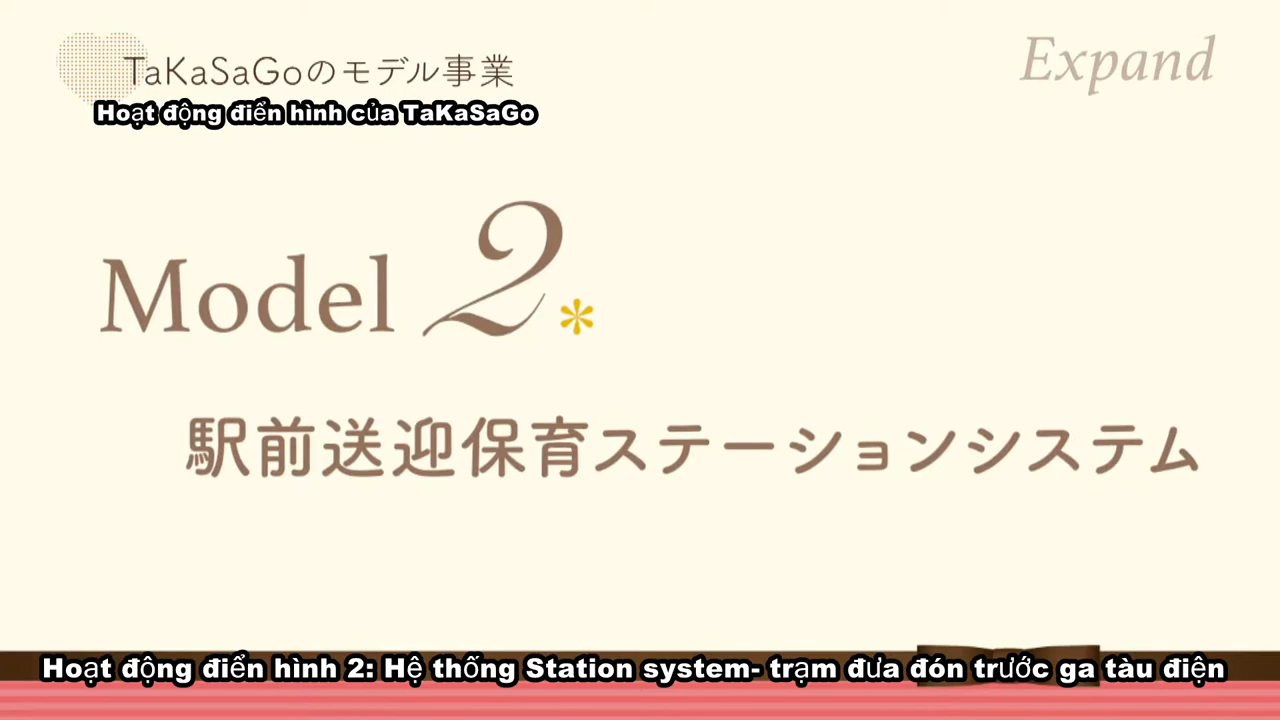 TaKaSaGoのモデル事業
Expand
Hoạt động điển hình của TaKaSaGo
Model 2*
駅前送迎保育ステーションシステム
Hoạt động điển hình 2: Hệ thống Station system- trạm đưa đón trước ga tàu điện